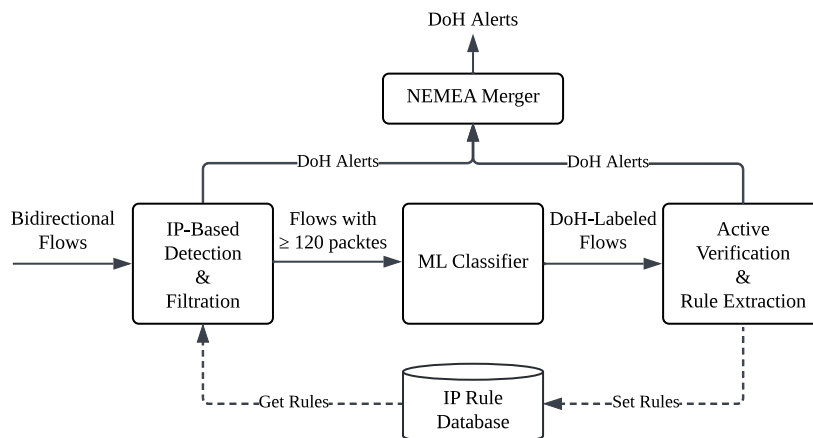 DoH Alerts
NEMEA Merger
DoH Alerts
DoH Alerts
Bidirectional
Flows
IP-Based
Detection
&
Filtration
Flows with
≥ 120 packtes
ML Classifier
DoH-Labeled
Flows
Active
Verification
&
Rule Extraction
Get Rules
IP Rule
Database
Set Rules